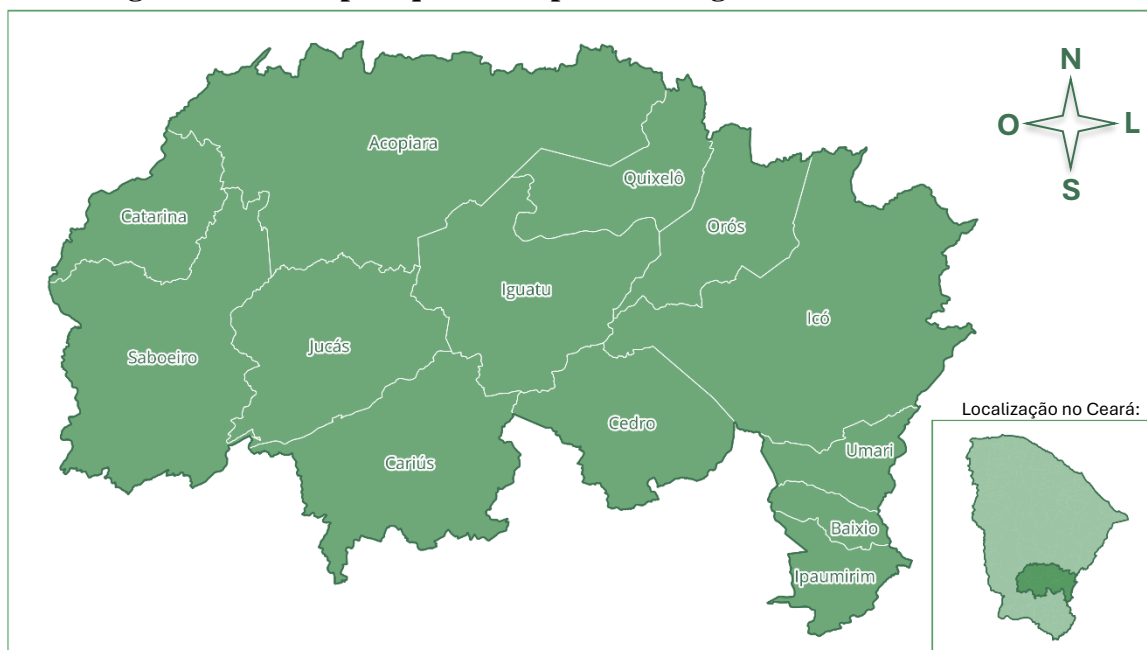 N
O
L
S
Acopiara
Quixelô
Catarina
Orós
Iguatu
Icó
Jucás
Saboeiro
Cedro
Cariús
Umari
Baixio
Ipaumirim
Localização no Ceará: